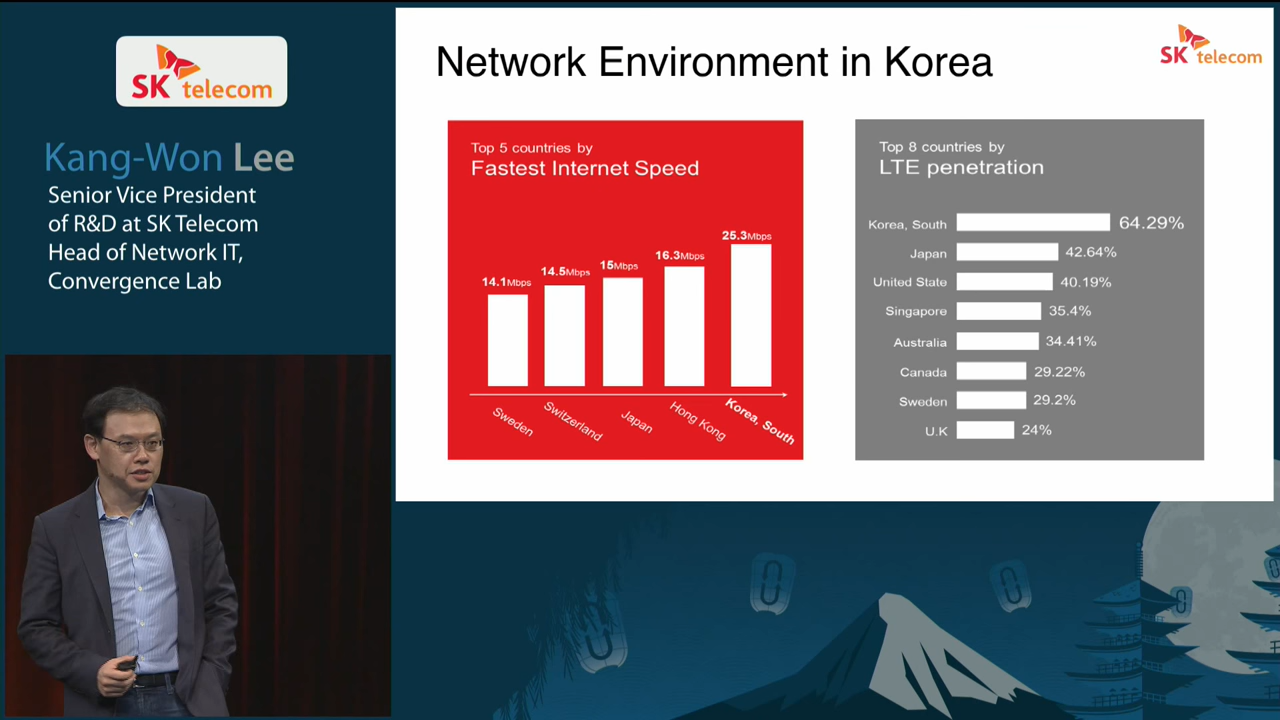 SK telecom
Kang-Won Lee
Senior Vice President
of R&D at SK Telecom
Head of Network IT,
Convergence Lab
Network Environment in Korea
SK telecom
Top 5 countries by
Fastest Internet Speed
14.1Mbps
14.5Mbps
15Mbps
16.3Mbps
25.3Mbps
Sweden
Switzerland
Japan
Hong Kong
Korea, South
Top 8 countries by
LTE penetration
Korea, South 64.29%
Japan 42.64%
United State 40.19%
Singapore 35.4%
Australia 34.41%
Canada 29.22%
Sweden 29.2%
U.K 24%